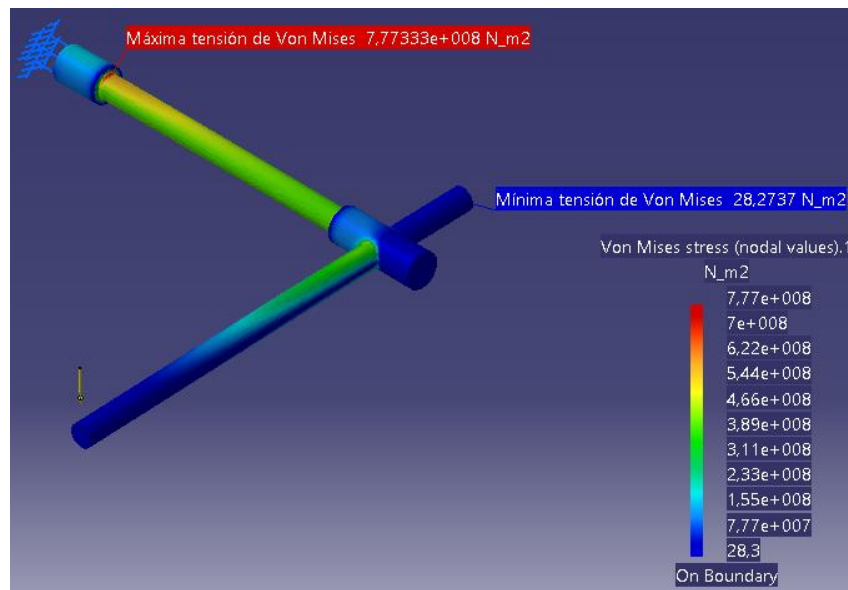 Máxima tensión de Von Mises 7,77333e+008 N_m2
Mínima tensión de Von Mises 28,2737 N_m2
Von Mises stress (nodal values).1
N_m2
7,77e+008
7e+008
6,22e+008
5,44e+008
4,66e+008
3,89e+008
3,11e+008
2,33e+008
1,55e+008
7,77e+007
28,3
On Boundary